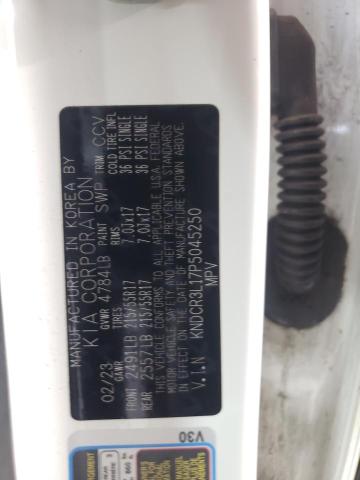 MANUFACTURED IN KOREA BY
KIA CORPORATION
02/23 GVWR 4784LB PAINT SWP TRIM CCV
GAWR TIRES RIMS COLD TIRE INFL
FRONT 2491LB 215/55R17 7.0JX17 36 PSI SINGLE
REAR 2557LB 215/55R17 7.0JX17 36 PSI SINGLE
THIS VEHICLE CONFORMS TO ALL APPLICABLE U.S.A. FEDERAL
MOTOR VEHICLE SAFETY AND THEFT PREVENTION STANDARDS
IN EFFECT ON THE DATE OF MANUFACTURE SHOWN ABOVE.
V.I.N KNDCR3L17P5045250
MPV
V30